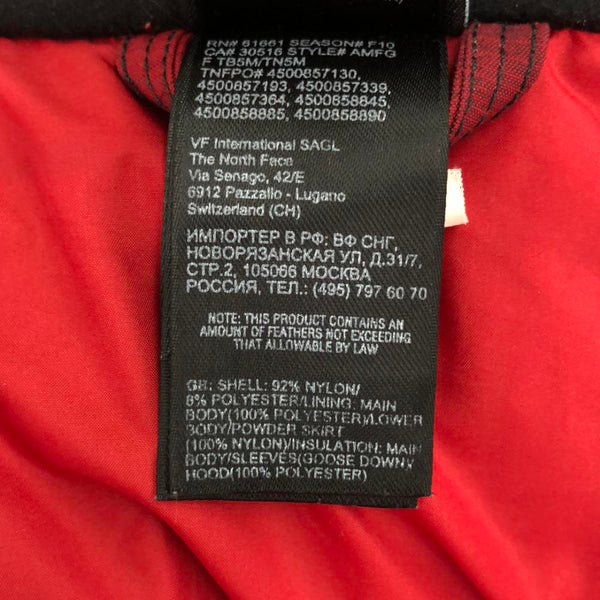 RN# 61661 SEASON# F10
CA# 30516 STYLE# AMFG
F TB5M/TN5M
TNFPO# 4500857130,
4500857193, 4500857339,
4500857364, 4500858845,
4500858885, 4500858890
VF International SAGL
The North Face
Via Senago, 42/E
6912 Pazzallo - Lugano
Switzerland (CH)
ИМПОРТЕР В РФ: ВФ СНГ,
НОВОРЯЗАНСКАЯ УЛ, Д.31/7,
СТР.2, 105066 МОСКВА
РОССИЯ, ТЕЛ.: (495) 797 60 70
NOTE: THIS PRODUCT CONTAINS AN
AMOUNT OF FEATHERS NOT EXCEEDING
THAT ALLOWABLE BY LAW
GB: SHELL: 92% NYLON/
8% POLYESTER/LINING: MAIN
BODY(100% POLYESTER)/LOWER
BODY/POWDER SKIRT
(100% NYLON)/INSULATION: MAIN
BODY/SLEEVES(GOOSE DOWN)/
HOOD(100% POLYESTER)